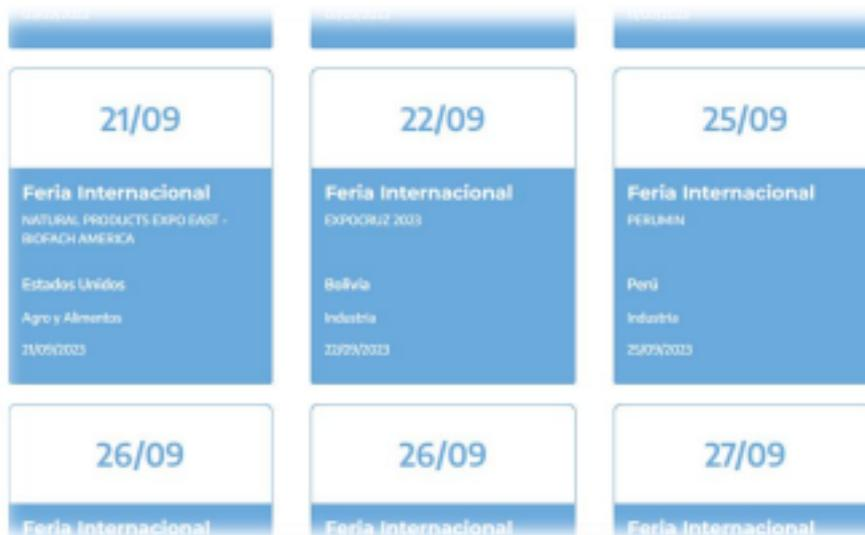 21/09
Feria Internacional
NATURAL PRODUCTS EXPO EAST -
BIOFACH AMERICA
Estados Unidos
Agro y Alimentos
21/09/2023
22/09
Feria Internacional
EXPOCRUZ 2023
Bolivia
Industria
22/09/2023
25/09
Feria Internacional
PERUMIN
Perú
Industria
25/09/2023
26/09
Feria Internacional
26/09
Feria Internacional
27/09
Feria Internacional